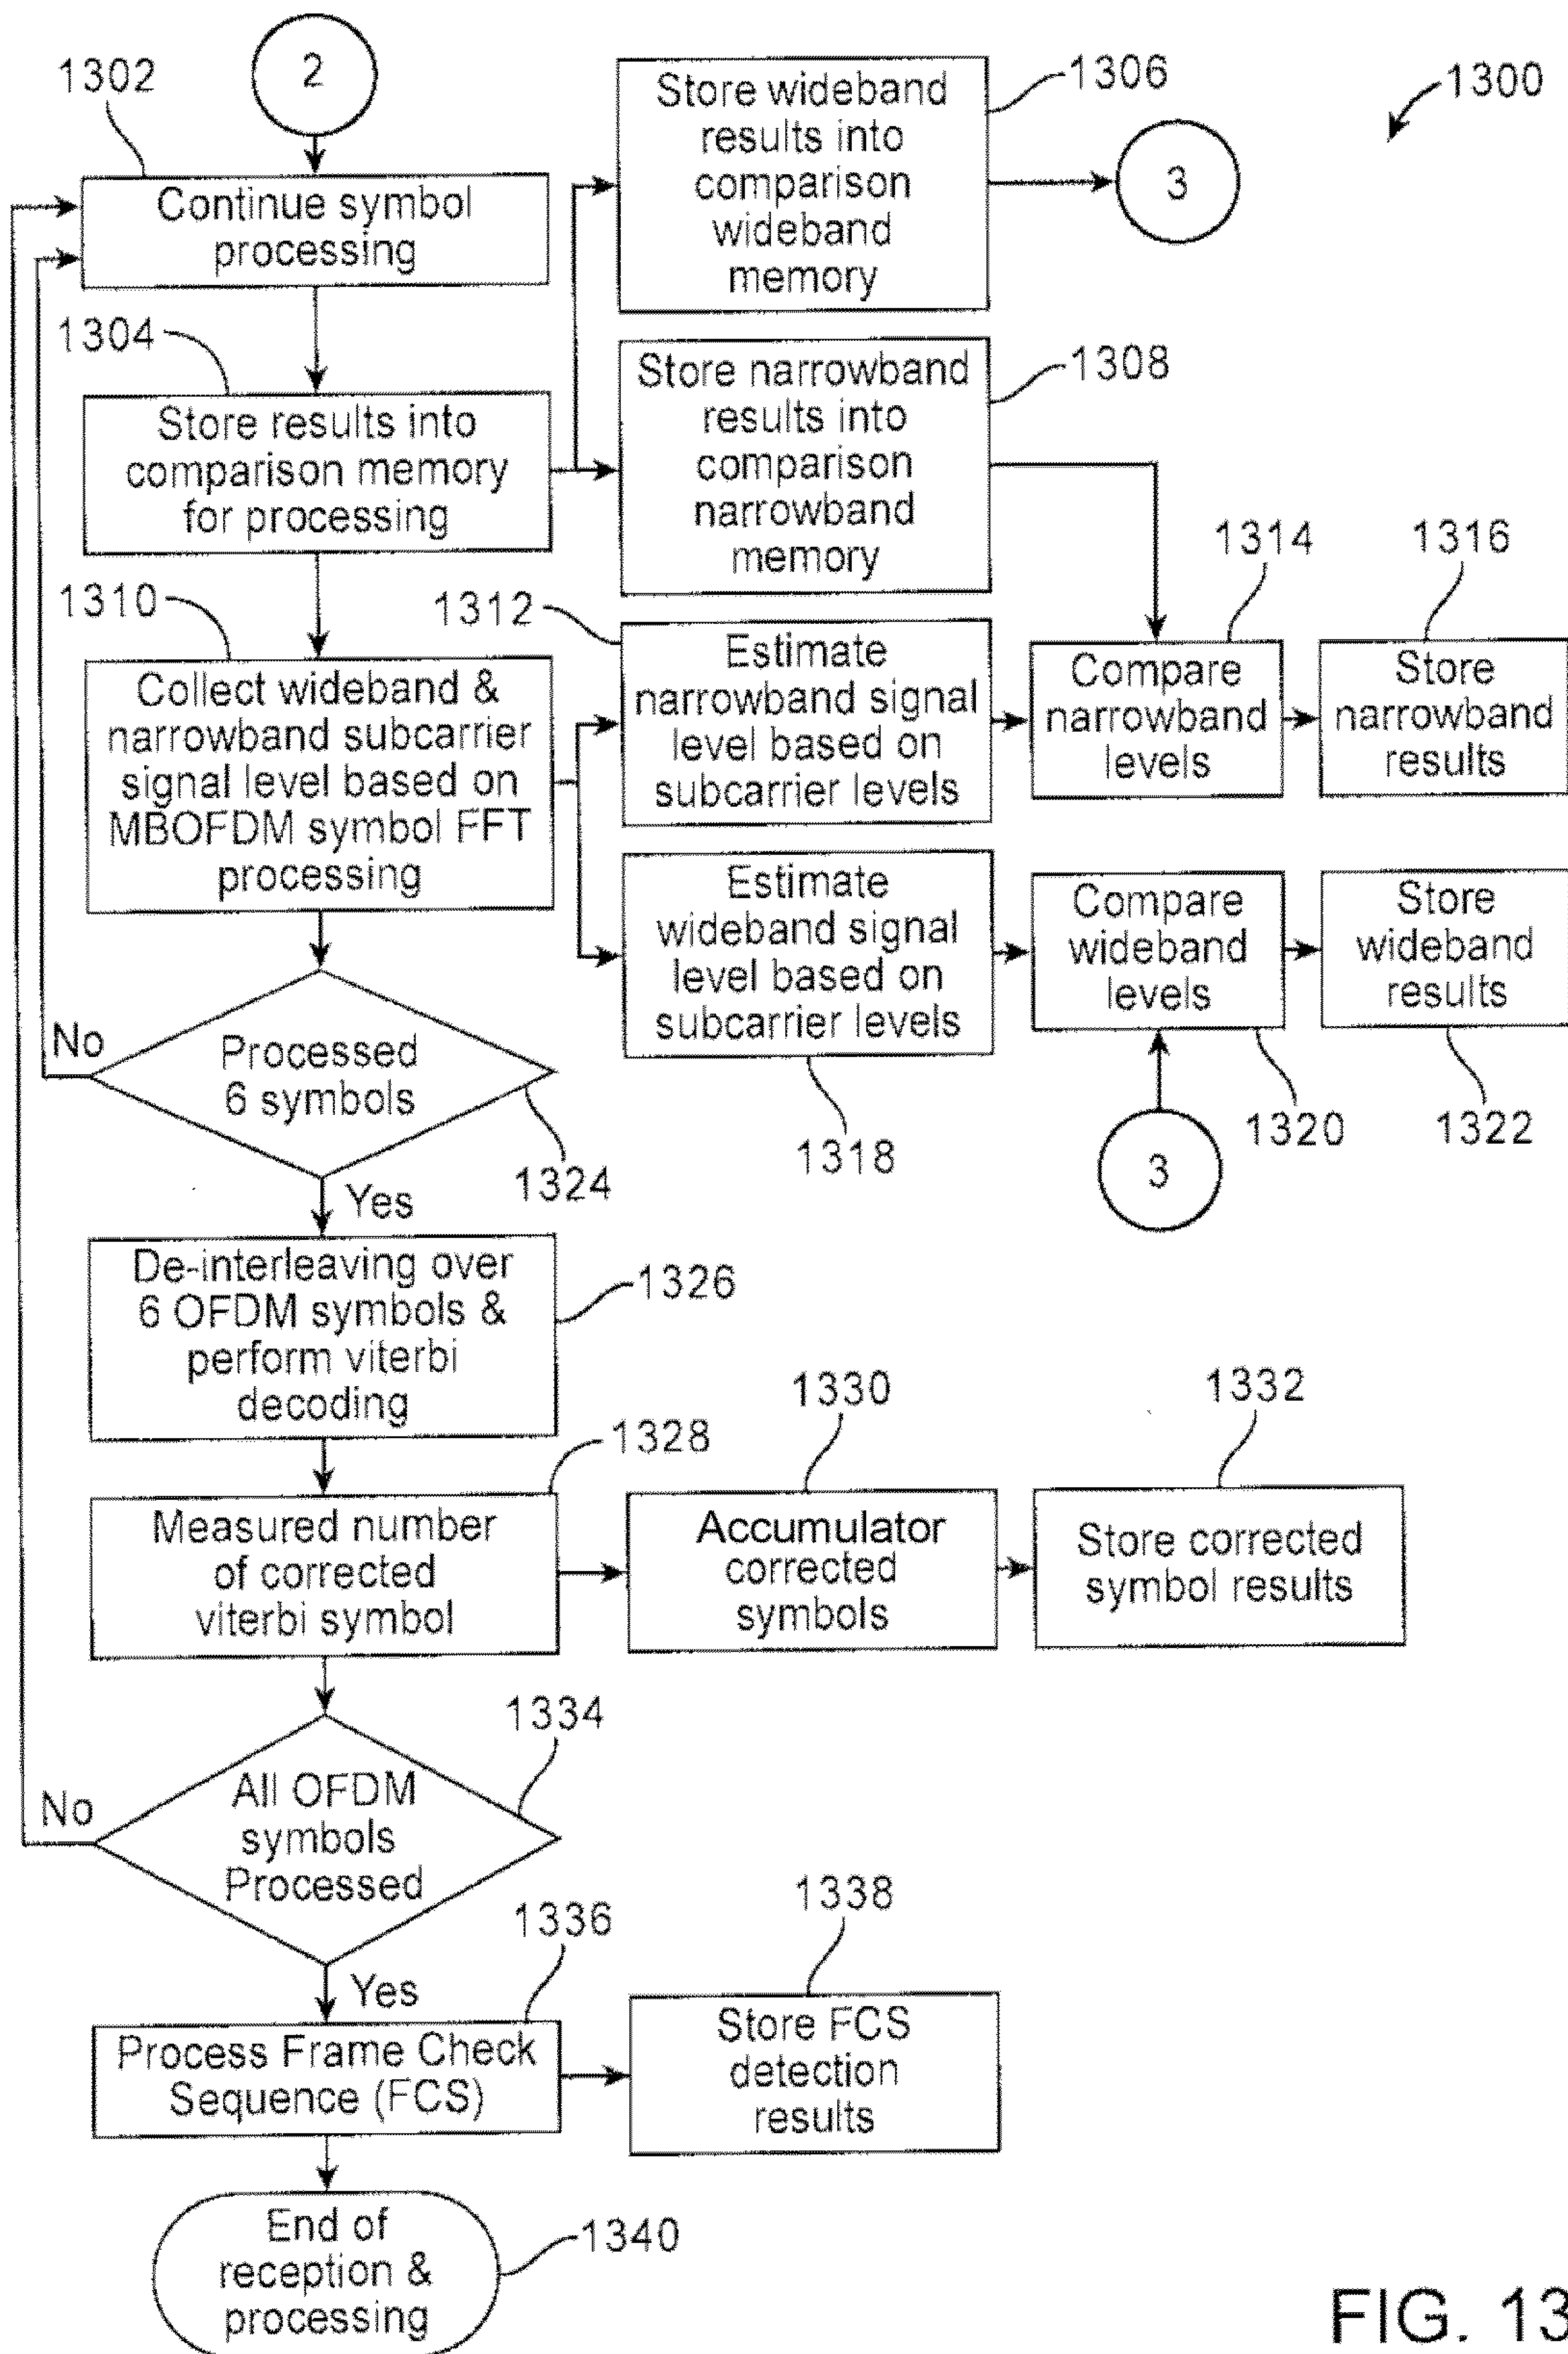 2
1302
Continue symbol
processing
Store wideband
results into
comparison
wideband
memory
1306
3
1300
1304
Store results into
comparison memory
for processing
Store narrowband
results into
comparison
narrowband
memory
1308
1310
Collect wideband &
narrowband subcarrier
signal level based on
MBOFDM symbol FFT
processing
1312
Estimate
narrowband signal
level based on
subcarrier levels
1314
Compare
narrowband
levels
1316
Store
narrowband
results
Estimate
wideband signal
level based on
subcarrier levels
1318
Compare
wideband
levels
1320
Store
wideband
results
1322
3
No
Processed
6 symbols
1324
Yes
De-interleaving over
6 OFDM symbols &
perform viterbi
decoding
1326
1328
Measured number
of corrected
viterbi symbol
1330
Accumulator
corrected
symbols
1332
Store corrected
symbol results
1334
No
All OFDM
symbols
Processed
Yes
1336
Process Frame Check
Sequence (FCS)
1338
Store FCS
detection
results
End of
reception &
processing
1340
FIG. 13